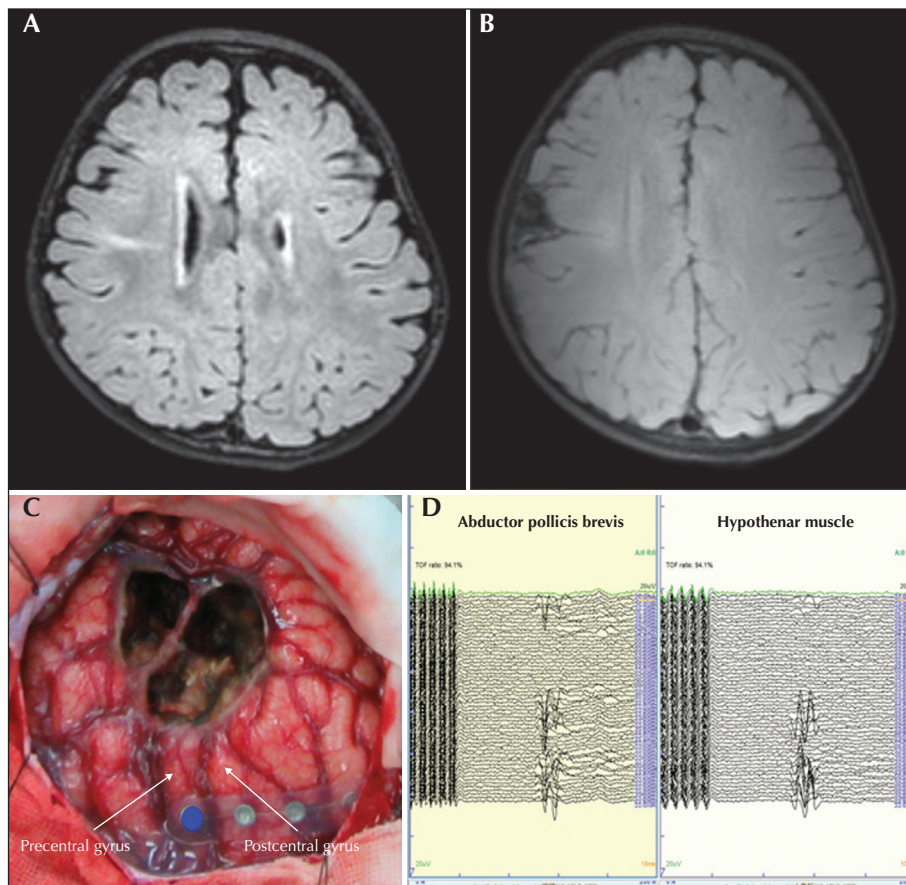 A
B
C
Precentral gyrus
Postcentral gyrus
D
Abductor pollicis brevis
Hypothenar muscle
TOF ratio: 94.1%
TOF ratio: 94.1%
20uV
20uV
10ms
20uV